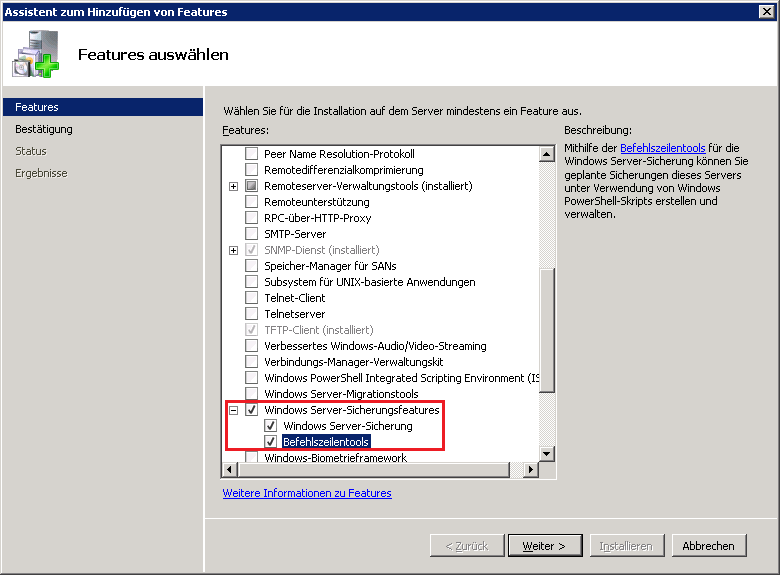 Assistent zum Hinzufügen von Features
Features auswählen
Features
Bestätigung
Status
Ergebnisse
Wählen Sie für die Installation auf dem Server mindestens ein Feature aus.
Features:
Peer Name Resolution-Protokoll
Remotedifferenzialkomprimierung
Remoteserver-Verwaltungstools (installiert)
Remoteunterstützung
RPC-über-HTTP-Proxy
SMTP-Server
SNMP-Dienst (installiert)
Speicher-Manager für SANs
Subsystem für UNIX-basierte Anwendungen
Telnet-Client
Telnetserver
TFTP-Client (installiert)
Verbessertes Windows-Audio/Video-Streaming
Verbindungs-Manager-Verwaltungskit
Windows PowerShell Integrated Scripting Environment (IS
Windows Server-Migrationstools
Windows Server-Sicherungsfeatures
Windows Server-Sicherung
Befehlszeilentools
Windows-Biometrieframework
Weitere Informationen zu Features
Beschreibung:
Mithilfe der Befehlszeilentools für die
Windows Server-Sicherung können Sie
geplante Sicherungen dieses Servers
unter Verwendung von Windows
PowerShell-Skripts erstellen und
verwalten.
< Zurück
Weiter >
Installieren
Abbrechen